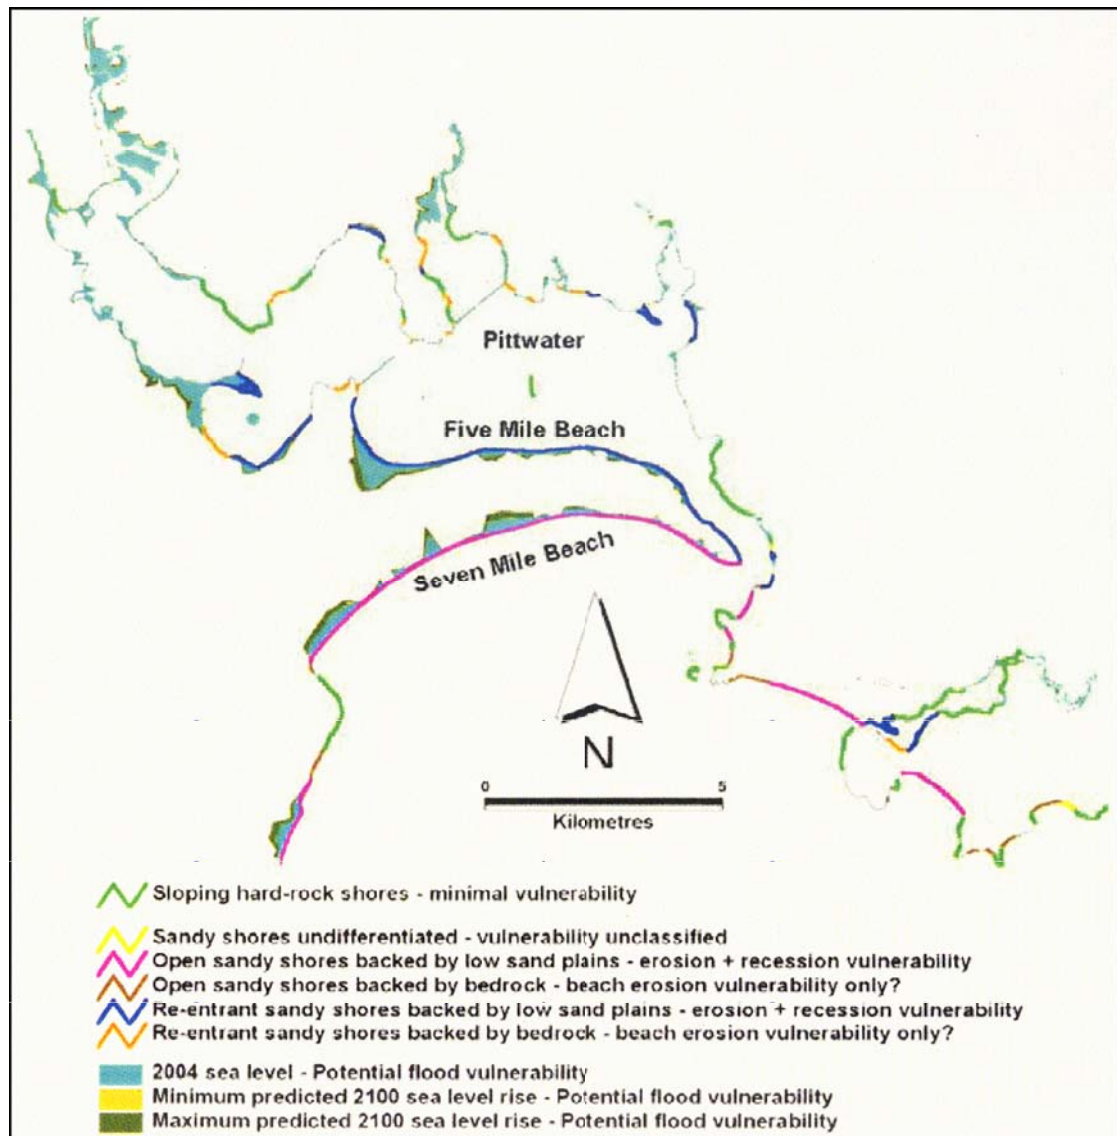 Pittwater
Five Mile Beach
Seven Mile Beach
N
0 5
Kilometres
Sloping hard-rock shores - minimal vulnerability
Sandy shores undifferentiated - vulnerability unclassified
Open sandy shores backed by low sand plains - erosion + recession vulnerability
Open sandy shores backed by bedrock - beach erosion vulnerability only?
Re-entrant sandy shores backed by low sand plains - erosion + recession vulnerability
Re-entrant sandy shores backed by bedrock - beach erosion vulnerability only?
2004 sea level - Potential flood vulnerability
Minimum predicted 2100 sea level rise - Potential flood vulnerability
Maximum predicted 2100 sea level rise - Potential flood vulnerability